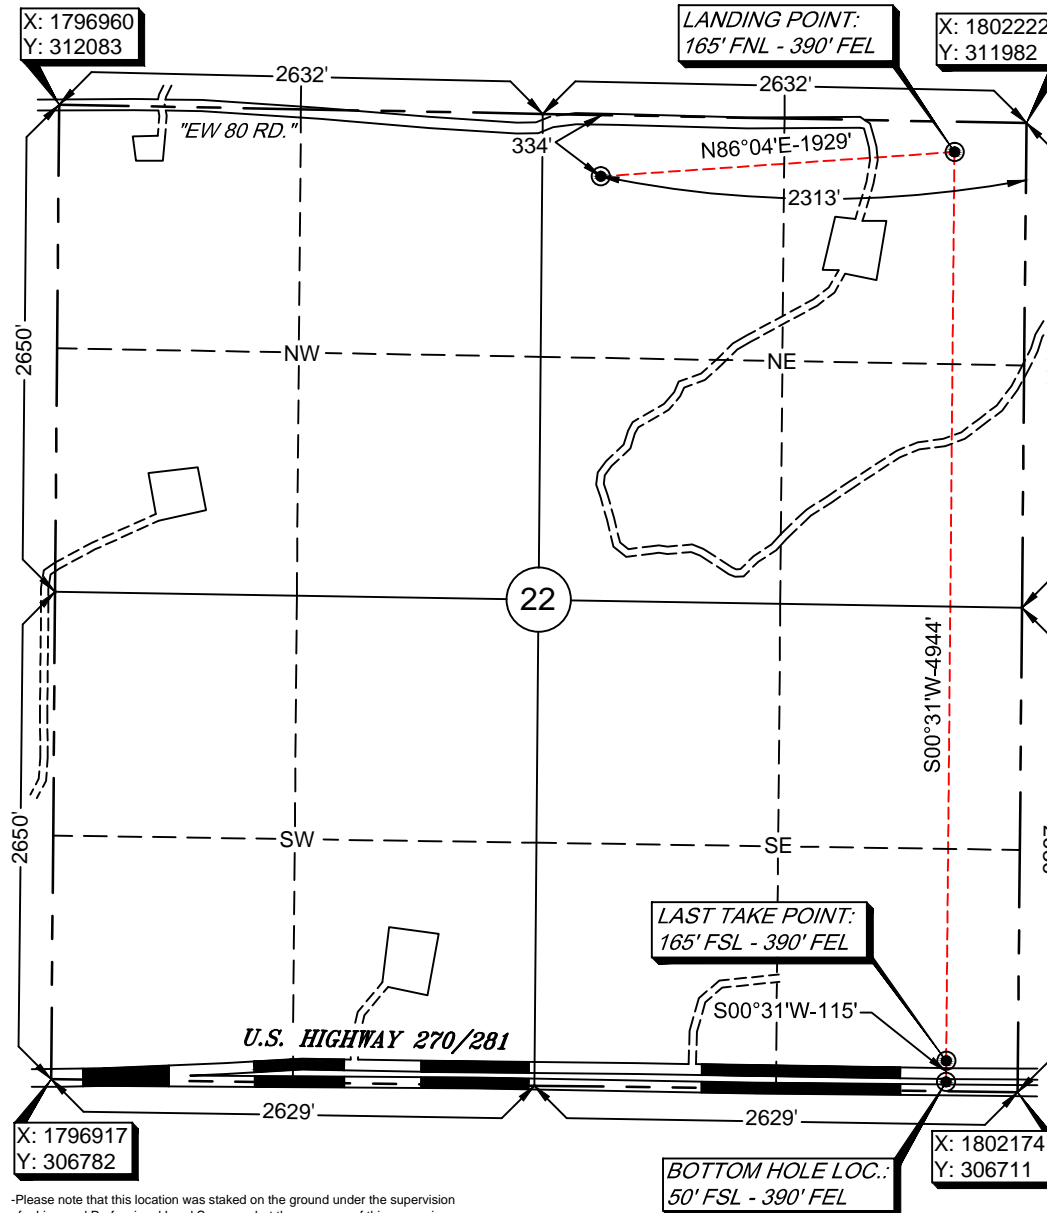 X: 1796960
Y: 312083
LANDING POINT:
165' FNL - 390' FEL
X: 1802222
Y: 311982
2632'
2632'
"EW 80 RD."
334'
N86°04'E-1929'
2313'
2650'
NW
NE
22
S00°31'W-4944'
2650'
SW
SE
LAST TAKE POINT:
165' FSL - 390' FEL
S00°31'W-115'
U.S. HIGHWAY 270/281
2629'
2629'
X: 1796917
Y: 306782
X: 1802174
Y: 306711
BOTTOM HOLE LOC.:
50' FSL - 390' FEL
-Please note that this location was staked on the ground under the supervision